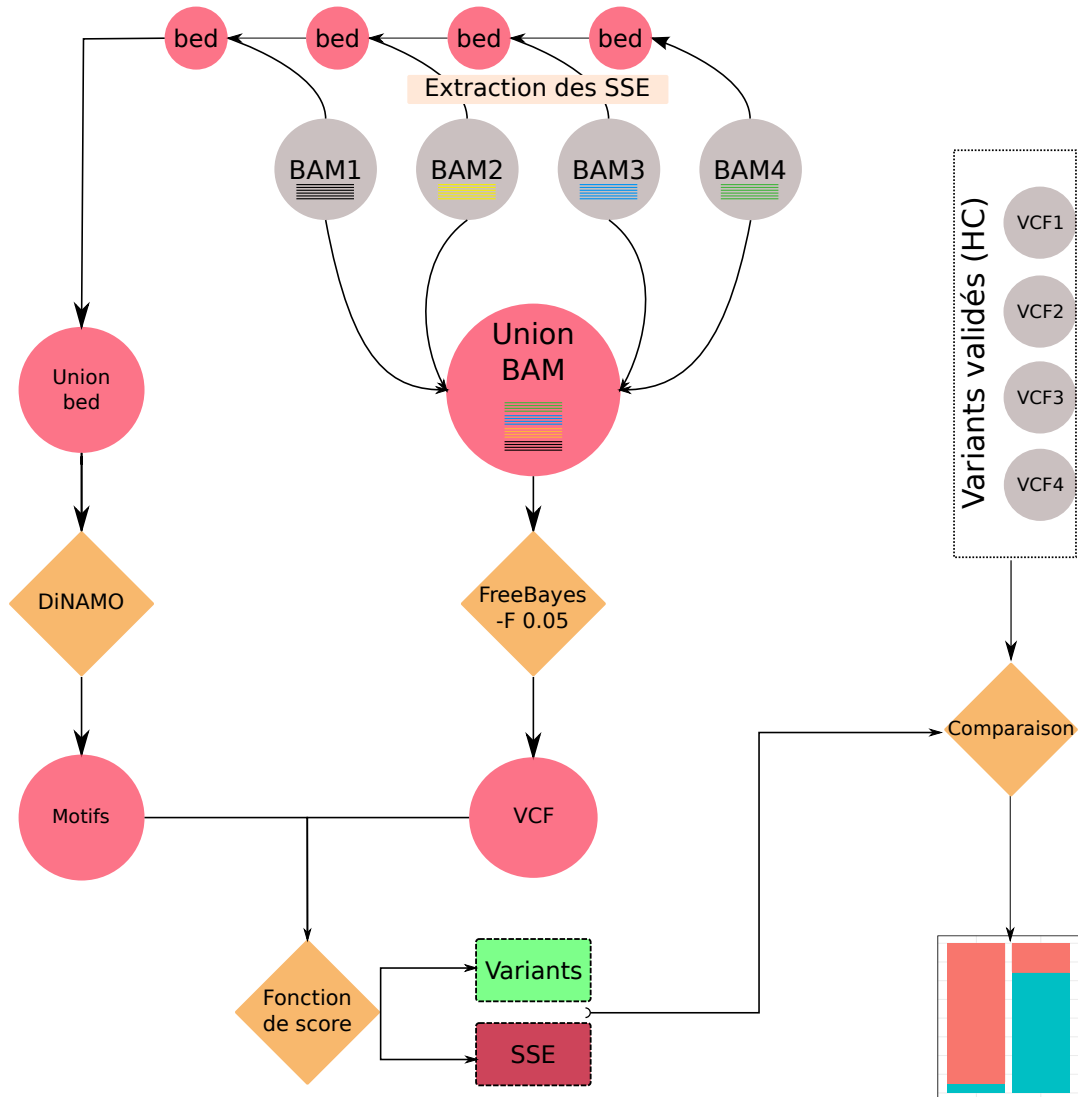 bed
bed
bed
bed
Extraction des SSE
BAM1
BAM2
BAM3
BAM4
Variants validés (HC)
VCF1
VCF2
VCF3
VCF4
Union
BAM
Union
bed
DiNAMO
FreeBayes
-F 0.05
Comparaison
Motifs
VCF
Fonction
de score
Variants
SSE